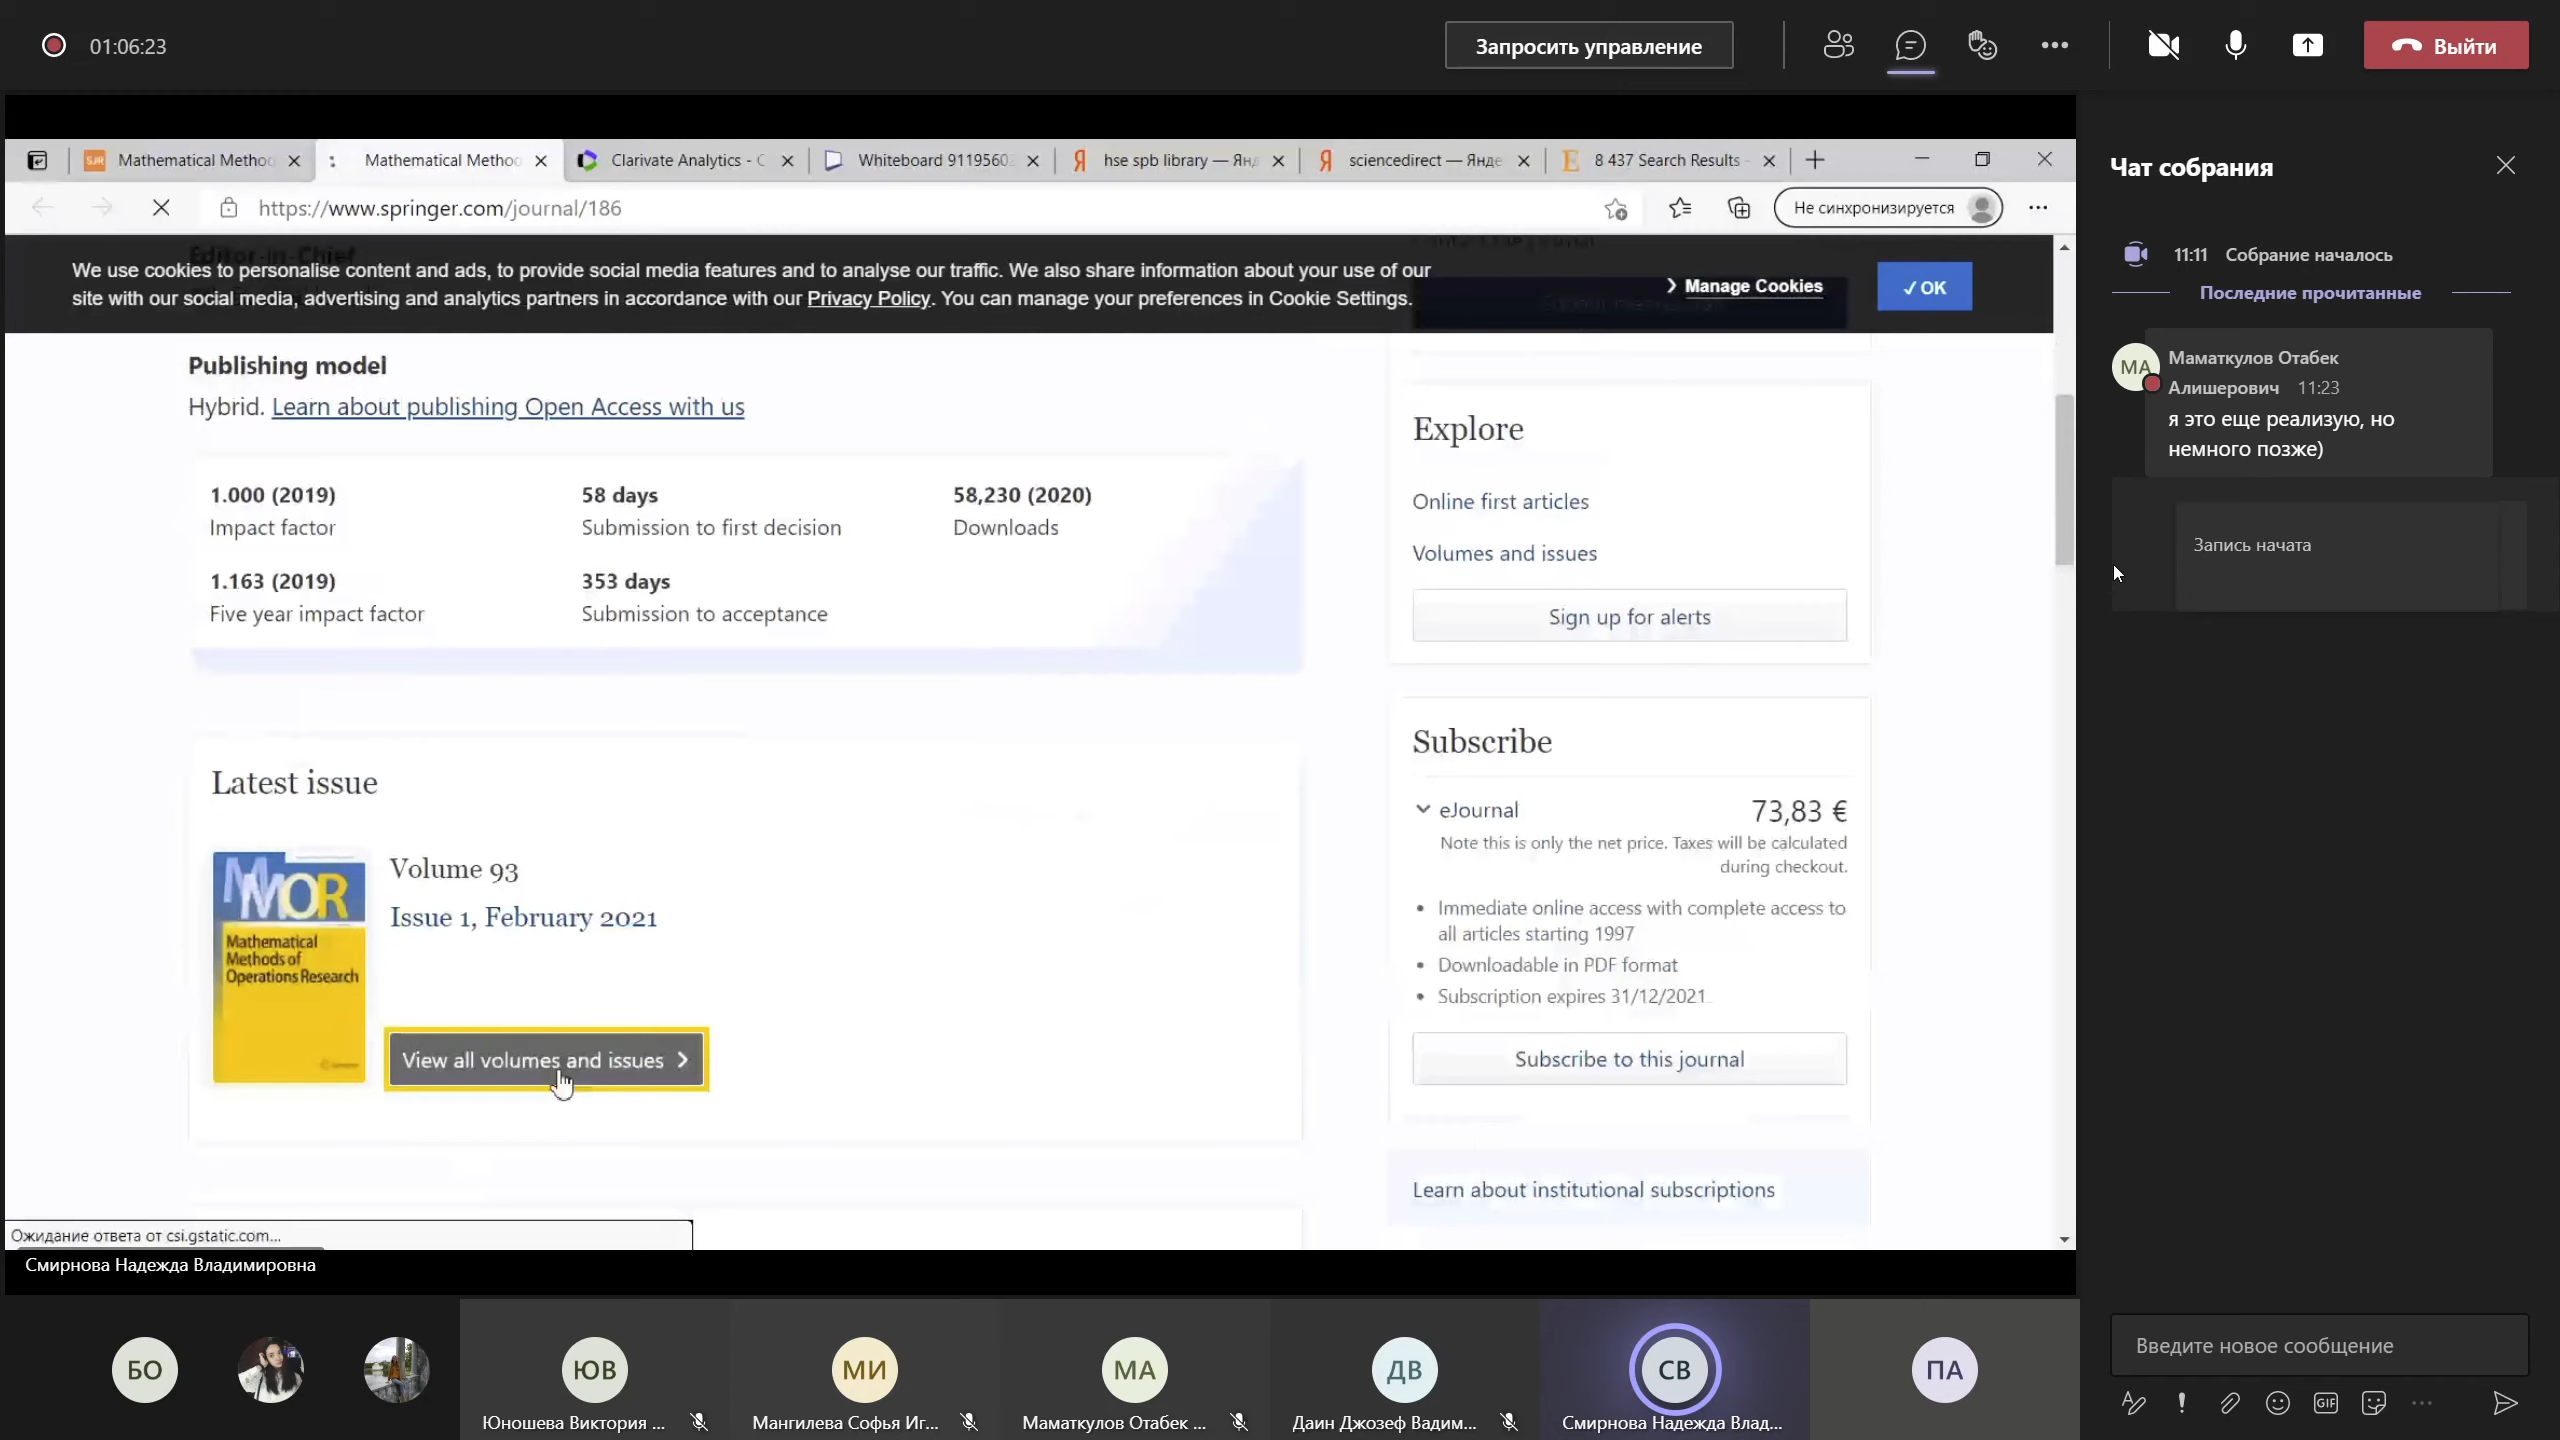 01:06:23
Запросить управление
Выйти
Mathematical Metho
Mathematical Metho
Clarivate Analytics - C
Whiteboard 9119560
hse spb library — Янд
sciencedirect — Янде
8 437 Search Results
https://www.springer.com/journal/186
Не синхронизируется
Editor-in-Chief
We use cookies to personalise content and ads, to provide social media features and to analyse our traffic. We also share information about your use of our
site with our social media, advertising and analytics partners in accordance with our Privacy Policy. You can manage your preferences in Cookie Settings.
Manage Cookies
✓ OK
Publishing model
Hybrid. Learn about publishing Open Access with us
1.000 (2019)
Impact factor
58 days
Submission to first decision
58,230 (2020)
Downloads
1.163 (2019)
Five year impact factor
353 days
Submission to acceptance
Latest issue
MMOR
Mathematical
Methods of
Operations Research
Volume 93
Issue 1, February 2021
View all volumes and issues
Explore
Online first articles
Volumes and issues
Sign up for alerts
Subscribe
eJournal
73,83 €
Note this is only the net price. Taxes will be calculated
during checkout.
• Immediate online access with complete access to
all articles starting 1997
• Downloadable in PDF format
• Subscription expires 31/12/2021
Subscribe to this journal
Learn about institutional subscriptions
Ожидание ответа от csi.gstatic.com...
Смирнова Надежда Владимировна
Чат собрания
11:11 Собрание началось
Последние прочитанные
МА
Маматкулов Отабек
Алишерович 11:23
я это еще реализую, но
немного позже)
Запись начата
Введите новое сообщение
GIF
БО
ЮВ
Юношева Виктория ...
МИ
Мангилева Софья Иг...
МА
Маматкулов Отабек ...
ДВ
Даин Джозеф Вадим...
СВ
Смирнова Надежда Влад...
ПА